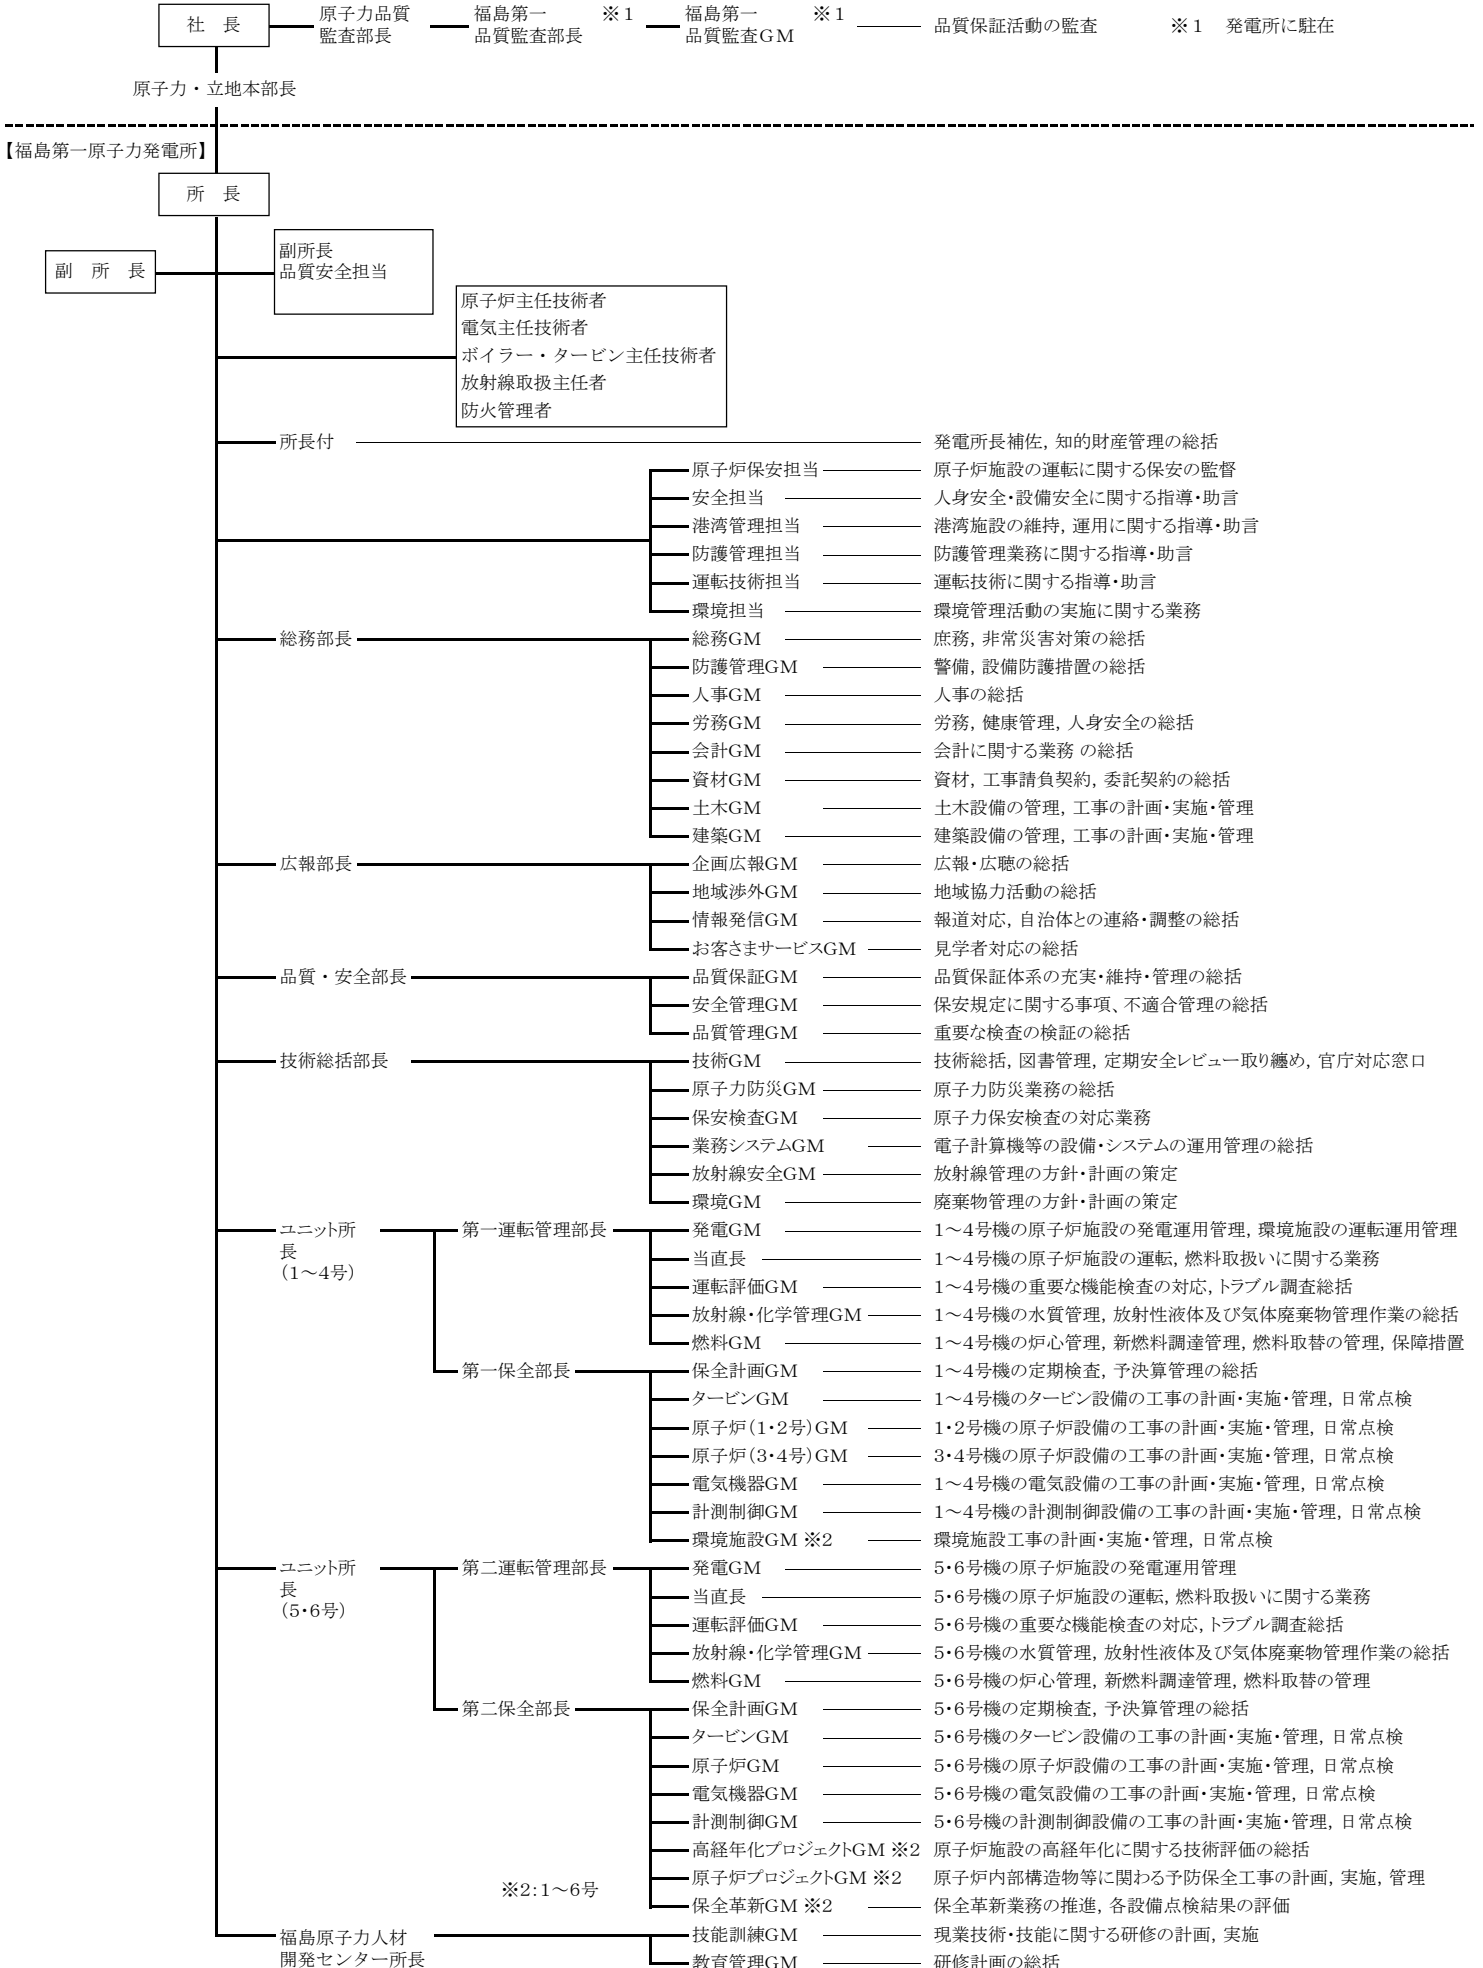 社　長　原子力品質　福島第一　※１　福島第一　※１　品質保証活動の監査　※１　発電所に駐在
監査部長　品質監査部長　品質監査ＧＭ
原子力・立地本部長
【福島第一原子力発電所】
所　長
副　所　長
副所長
品質安全担当
原子炉主任技術者
電気主任技術者
ボイラー・タービン主任技術者
放射線取扱主任者
防火管理者
所長付　発電所長補佐, 知的財産管理の総括
原子炉保安担当　原子炉施設の運転に関する保安の監督
安全担当　人身安全・設備安全に関する指導・助言
港湾管理担当　港湾施設の維持, 運用に関する指導・助言
防護管理担当　防護管理業務に関する指導・助言
運転技術担当　運転技術に関する指導・助言
環境担当　環境管理活動の実施に関する業務
総務部長　総務GM　庶務, 非常災害対策の総括
防護管理GM　警備, 設備防護措置の総括
人事GM　人事の総括
労務GM　労務, 健康管理, 人身安全の総括
会計GM　会計に関する業務 の総括
資材GM　資材, 工事請負契約, 委託契約の総括
土木GM　土木設備の管理, 工事の計画・実施・管理
建築GM　建築設備の管理, 工事の計画・実施・管理
広報部長　企画広報GM　広報・広聴の総括
地域渉外GM　地域協力活動の総括
情報発信GM　報道対応, 自治体との連絡・調整の総括
お客さまサービスGM　見学者対応の総括
品質・安全部長　品質保証GM　品質保証体系の充実・維持・管理の総括
安全管理GM　保安規定に関する事項、不適合管理の総括
品質管理GM　重要な検査の検証の総括
技術総括部長　技術GM　技術総括, 図書管理, 定期安全レビュー取り纏め, 官庁対応窓口
原子力防災GM　原子力防災業務の総括
保安検査GM　原子力保安検査の対応業務
業務システムGM　電子計算機等の設備・システムの運用管理の総括
放射線安全GM　放射線管理の方針・計画の策定
環境GM　廃棄物管理の方針・計画の策定
ユニット所　第一運転管理部長　発電GM　1～4号機の原子炉施設の発電運用管理, 環境施設の運転運用管理
長
（1～4号）　当直長　1～4号機の原子炉施設の運転, 燃料取扱いに関する業務
運転評価GM　1～4号機の重要な機能検査の対応, トラブル調査総括
放射線・化学管理GM　1～4号機の水質管理, 放射性液体及び気体廃棄物管理作業の総括
燃料GM　1～4号機の炉心管理, 新燃料調達管理, 燃料取替の管理, 保障措置
第一保全部長　保全計画GM　1～4号機の定期検査, 予決算管理の総括
タービンGM　1～4号機のタービン設備の工事の計画・実施・管理, 日常点検
原子炉（1・2号）GM　1・2号機の原子炉設備の工事の計画・実施・管理, 日常点検
原子炉（3・4号）GM　3・4号機の原子炉設備の工事の計画・実施・管理, 日常点検
電気機器GM　1～4号機の電気設備の工事の計画・実施・管理, 日常点検
計測制御GM　1～4号機の計測制御設備の工事の計画・実施・管理, 日常点検
環境施設GM ※2　環境施設工事の計画・実施・管理, 日常点検
ユニット所　第二運転管理部長　発電GM　5・6号機の原子炉施設の発電運用管理
長
（5・6号）　当直長　5・6号機の原子炉施設の運転, 燃料取扱いに関する業務
運転評価GM　5・6号機の重要な機能検査の対応, トラブル調査総括
放射線・化学管理GM　5・6号機の水質管理, 放射性液体及び気体廃棄物管理作業の総括
燃料GM　5・6号機の炉心管理, 新燃料調達管理, 燃料取替の管理
第二保全部長　保全計画GM　5・6号機の定期検査, 予決算管理の総括
タービンGM　5・6号機のタービン設備の工事の計画・実施・管理, 日常点検
原子炉GM　5・6号機の原子炉設備の工事の計画・実施・管理, 日常点検
電気機器GM　5・6号機の電気設備の工事の計画・実施・管理, 日常点検
計測制御GM　5・6号機の計測制御設備の工事の計画・実施・管理, 日常点検
高経年化プロジェクトGM ※2　原子炉施設の高経年化に関する技術評価の総括
原子炉プロジェクトGM ※2　原子炉内部構造物等に関わる予防保全工事の計画, 実施, 管理
※2：1～6号
保全革新GM ※2　保全革新業務の推進, 各設備点検結果の評価
福島原子力人材　技能訓練GM　現業技術・技能に関する研修の計画, 実施
開発センター所長　教育管理GM　研修計画の総括